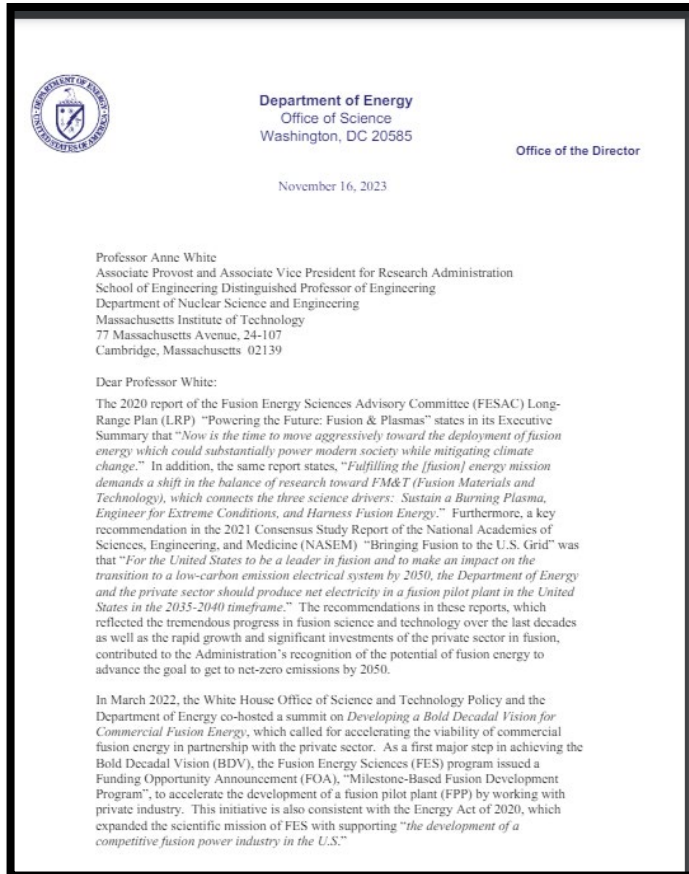 DEPARTMENT OF ENERGY
UNITED STATES OF AMERICA
Department of Energy
Office of Science
Washington, DC 20585
Office of the Director
November 16, 2023
Professor Anne White
Associate Provost and Associate Vice President for Research Administration
School of Engineering Distinguished Professor of Engineering
Department of Nuclear Science and Engineering
Massachusetts Institute of Technology
77 Massachusetts Avenue, 24-107
Cambridge, Massachusetts 02139
Dear Professor White:
The 2020 report of the Fusion Energy Sciences Advisory Committee (FESAC) Long-
Range Plan (LRP) “Powering the Future: Fusion & Plasmas” states in its Executive
Summary that “Now is the time to move aggressively toward the deployment of fusion
energy which could substantially power modern society while mitigating climate
change.” In addition, the same report states, “Fulfilling the [fusion] energy mission
demands a shift in the balance of research toward FM&T (Fusion Materials and
Technology), which connects the three science drivers: Sustain a Burning Plasma,
Engineer for Extreme Conditions, and Harness Fusion Energy.” Furthermore, a key
recommendation in the 2021 Consensus Study Report of the National Academies of
Sciences, Engineering, and Medicine (NASEM) “Bringing Fusion to the U.S. Grid” was
that “For the United States to be a leader in fusion and to make an impact on the
transition to a low-carbon emission electrical system by 2050, the Department of Energy
and the private sector should produce net electricity in a fusion pilot plant in the United
States in the 2035-2040 timeframe.” The recommendations in these reports, which
reflected the tremendous progress in fusion science and technology over the last decades
as well as the rapid growth and significant investments of the private sector in fusion,
contributed to the Administration’s recognition of the potential of fusion energy to
advance the goal to get to net-zero emissions by 2050.
In March 2022, the White House Office of Science and Technology Policy and the
Department of Energy co-hosted a summit on Developing a Bold Decadal Vision for
Commercial Fusion Energy, which called for accelerating the viability of commercial
fusion energy in partnership with the private sector. As a first major step in achieving the
Bold Decadal Vision (BDV), the Fusion Energy Sciences (FES) program issued a
Funding Opportunity Announcement (FOA), “Milestone-Based Fusion Development
Program”, to accelerate the development of a fusion pilot plant (FPP) by working with
private industry. This initiative is also consistent with the Energy Act of 2020, which
expanded the scientific mission of FES with supporting “the development of a
competitive fusion power industry in the U.S.”